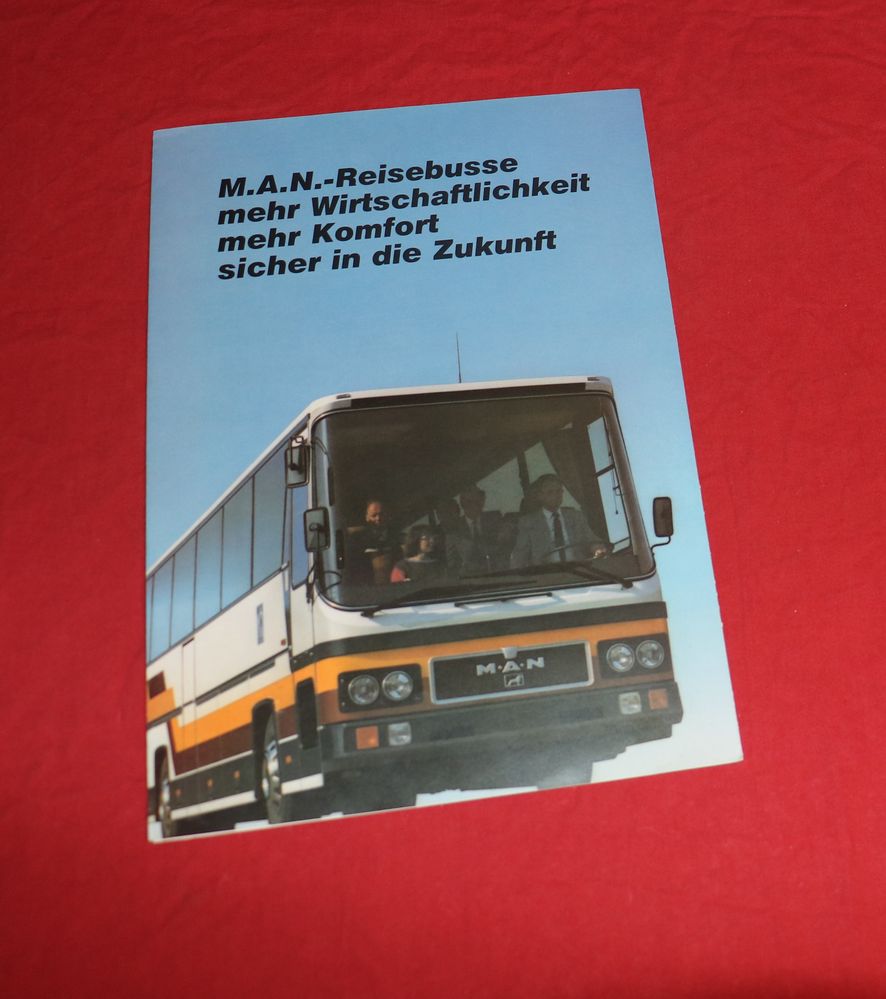 M.A.N.-Reisebusse
mehr Wirtschaftlichkeit
mehr Komfort
sicher in die Zukunft
M·A·N